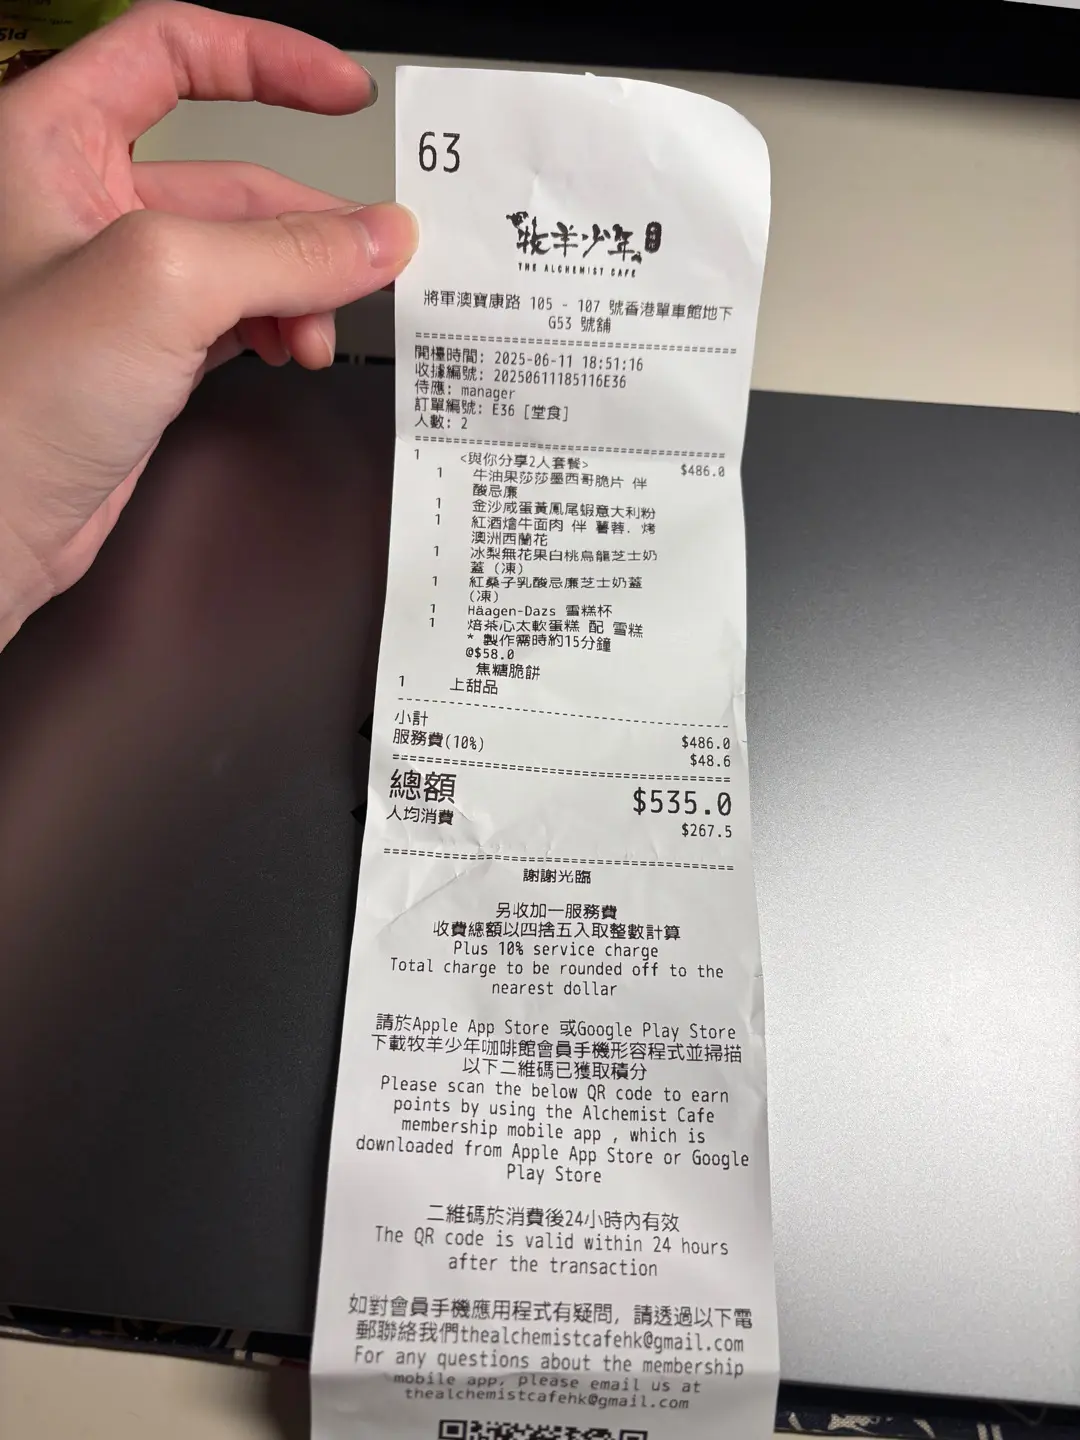 63
牧羊少年
THE ALCHEMIST CAFE
將軍澳寶康路 105 - 107 號香港單車館地下
G53 號舖
開檯時間: 2025-06-11 18:51:16
收據編號: 20250611185116E36
侍應: manager
訂單編號: E36 [堂食]
人數: 2
1 <與你分享2人套餐> $486.0
1 牛油果莎莎墨西哥脆片 伴
酸忌廉
1 金沙咸蛋黃鳳尾蝦意大利粉
1 紅酒燴牛面肉 伴 薯蓉. 烤
澳洲西蘭花
1 冰梨無花果白桃烏龍芝士奶
蓋 (凍)
1 紅桑子乳酸忌廉芝士奶蓋
(凍)
1 Häagen-Dazs 雪糕杯
1 焙茶心太軟蛋糕 配 雪糕
* 製作需時約15分鐘
@$58.0
焦糖脆餅
1 上甜品
小計 $486.0
服務費(10%) $48.6
總額 $535.0
人均消費 $267.5
謝謝光臨
另收加一服務費
收費總額以四捨五入取整數計算
Plus 10% service charge
Total charge to be rounded off to the
nearest dollar
請於Apple App Store 或Google Play Store
下載牧羊少年咖啡館會員手機形容程式並掃描
以下二維碼已獲取積分
Please scan the below QR code to earn
points by using the Alchemist Cafe
membership mobile app , which is
downloaded from Apple App Store or Google
Play Store
二維碼於消費後24小時內有效
The QR code is valid within 24 hours
after the transaction
如對會員手機應用程式有疑問, 請透過以下電
郵聯絡我們thealchemistcafehk@gmail.com
For any questions about the membership
mobile app, please email us at
thealchemistcafehk@gmail.com